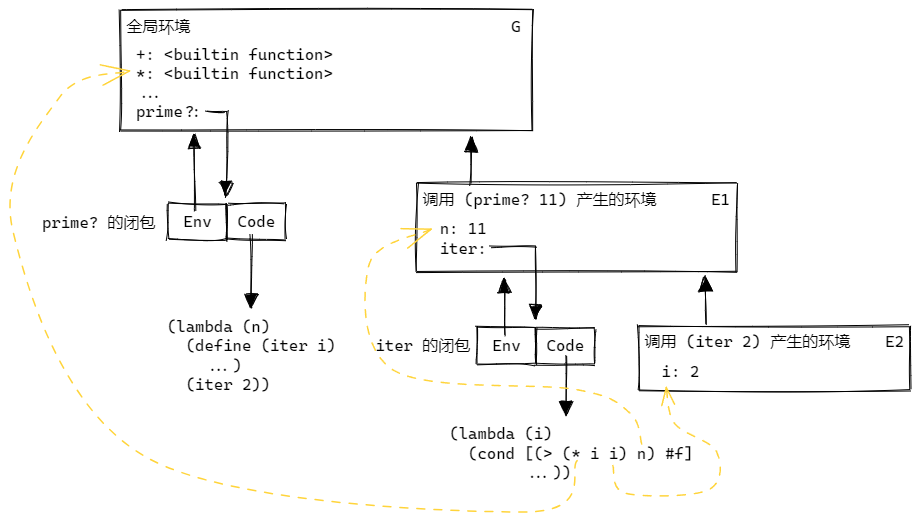 全局环境 G
+: <builtin function>
*: <builtin function>
...
prime?:
prime? 的闭包
Env Code
(lambda (n)
(define (iter i)
...)
(iter 2))
调用 (prime? 11) 产生的环境 E1
n: 11
iter:
iter 的闭包
Env Code
(lambda (i)
(cond [(> (* i i) n) #f]
...))
调用 (iter 2) 产生的环境 E2
i: 2